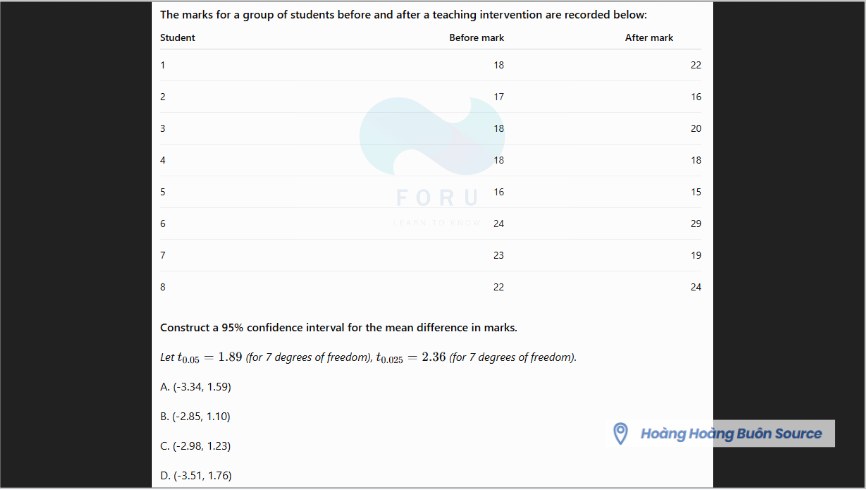 The marks for a group of students before and after a teaching intervention are recorded below:
Student Before mark After mark
1 18 22
2 17 16
3 18 20
4 18 18
5 16 15
FORU
LEARN TO KNOW
6 24 29
7 23 19
8 22 24
Construct a 95% confidence interval for the mean difference in marks.
Let t0.05 = 1.89 (for 7 degrees of freedom), t0.025 = 2.36 (for 7 degrees of freedom).
A. (-3.34, 1.59)
B. (-2.85, 1.10)
Hoàng Hoàng Buôn Source
C. (-2.98, 1.23)
D. (-3.51, 1.76)